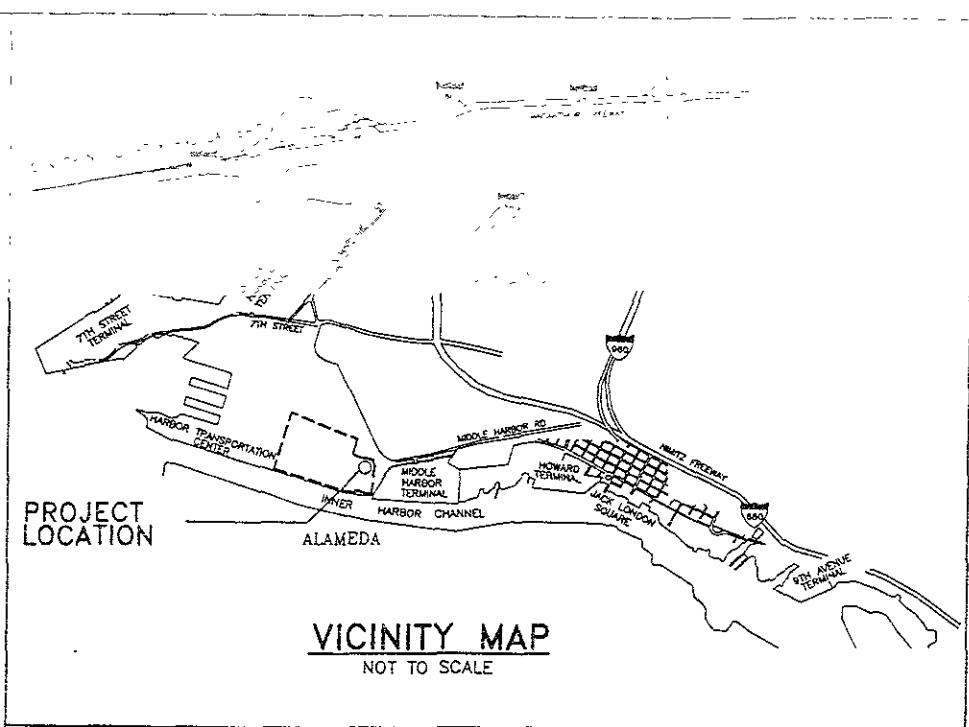 7TH STREET
TERMINAL
7TH STREET
980
HARBOR TRANSPORTATION
CENTER
MIDDLE HARBOR RD
NIMITZ FREEWAY
MIDDLE
HARBOR
TERMINAL
HOWARD
TERMINAL
JACK LONDON
SQUARE
INNER
HARBOR CHANNEL
PROJECT
LOCATION
ALAMEDA
880
9TH AVENUE
TERMINAL
VICINITY MAP
NOT TO SCALE